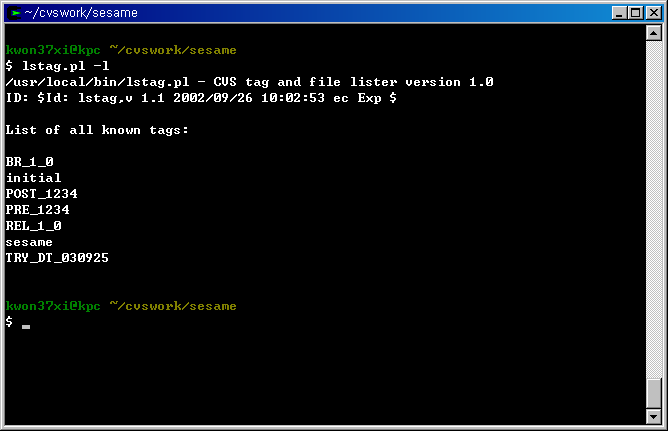 ~/cvswork/sesame
kwon37xi@kpc ~/cvswork/sesame
$ lstag.pl -l
/usr/local/bin/lstag.pl - CVS tag and file lister version 1.0
ID: $Id: lstag,v 1.1 2002/09/26 10:02:53 ec Exp $
List of all known tags:
BR_1_0
initial
POST_1234
PRE_1234
REL_1_0
sesame
TRY_DT_030925
kwon37xi@kpc ~/cvswork/sesame
$